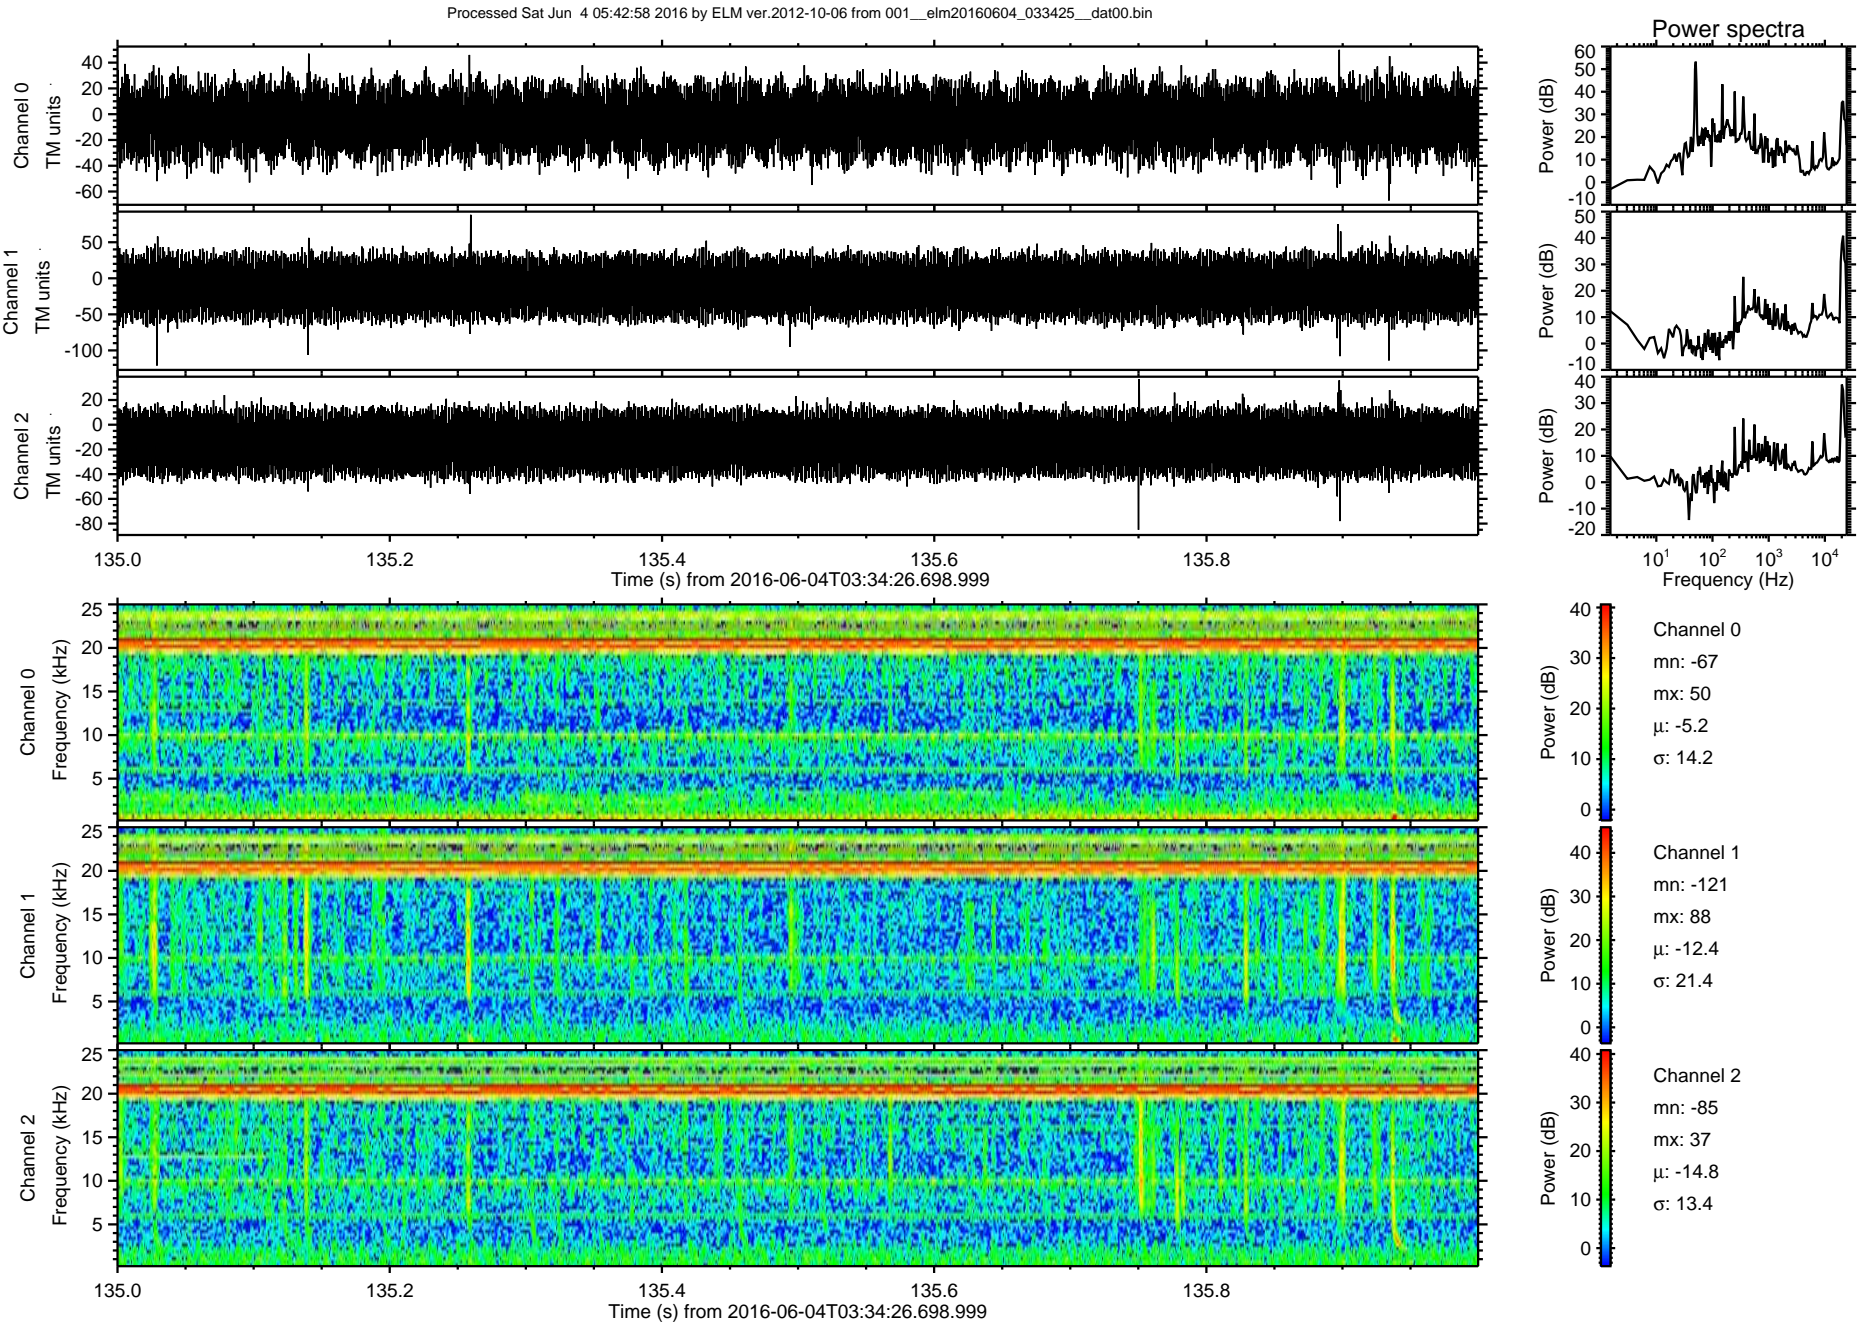 Processed Sat Jun  4 05:42:58 2016 by ELM ver.2012-10-06 from 001__elm20160604_033425__dat00.bin
Power spectra
Channel 0
TM units
40
20
0
-20
-40
-60
Power (dB)
60
50
40
30
20
10
0
-10
Channel 1
TM units
50
0
-50
-100
Power (dB)
50
40
30
20
10
0
-10
Channel 2
TM units
20
0
-20
-40
-60
-80
Power (dB)
40
30
20
10
0
-10
-20
135.0 135.2 135.4 135.6 135.8
Time (s) from 2016-06-04T03:34:26.698.999
10^1 10^2 10^3 10^4
Frequency (Hz)
Channel 0
Frequency (kHz)
25
20
15
10
5
Power (dB)
40
30
20
10
0
Channel 0
mn: -67
mx: 50
µ: -5.2
σ: 14.2
Channel 1
Frequency (kHz)
25
20
15
10
5
Power (dB)
40
30
20
10
0
Channel 1
mn: -121
mx: 88
µ: -12.4
σ: 21.4
Channel 2
Frequency (kHz)
25
20
15
10
5
Power (dB)
40
30
20
10
0
Channel 2
mn: -85
mx: 37
µ: -14.8
σ: 13.4
135.0 135.2 135.4 135.6 135.8
Time (s) from 2016-06-04T03:34:26.698.999